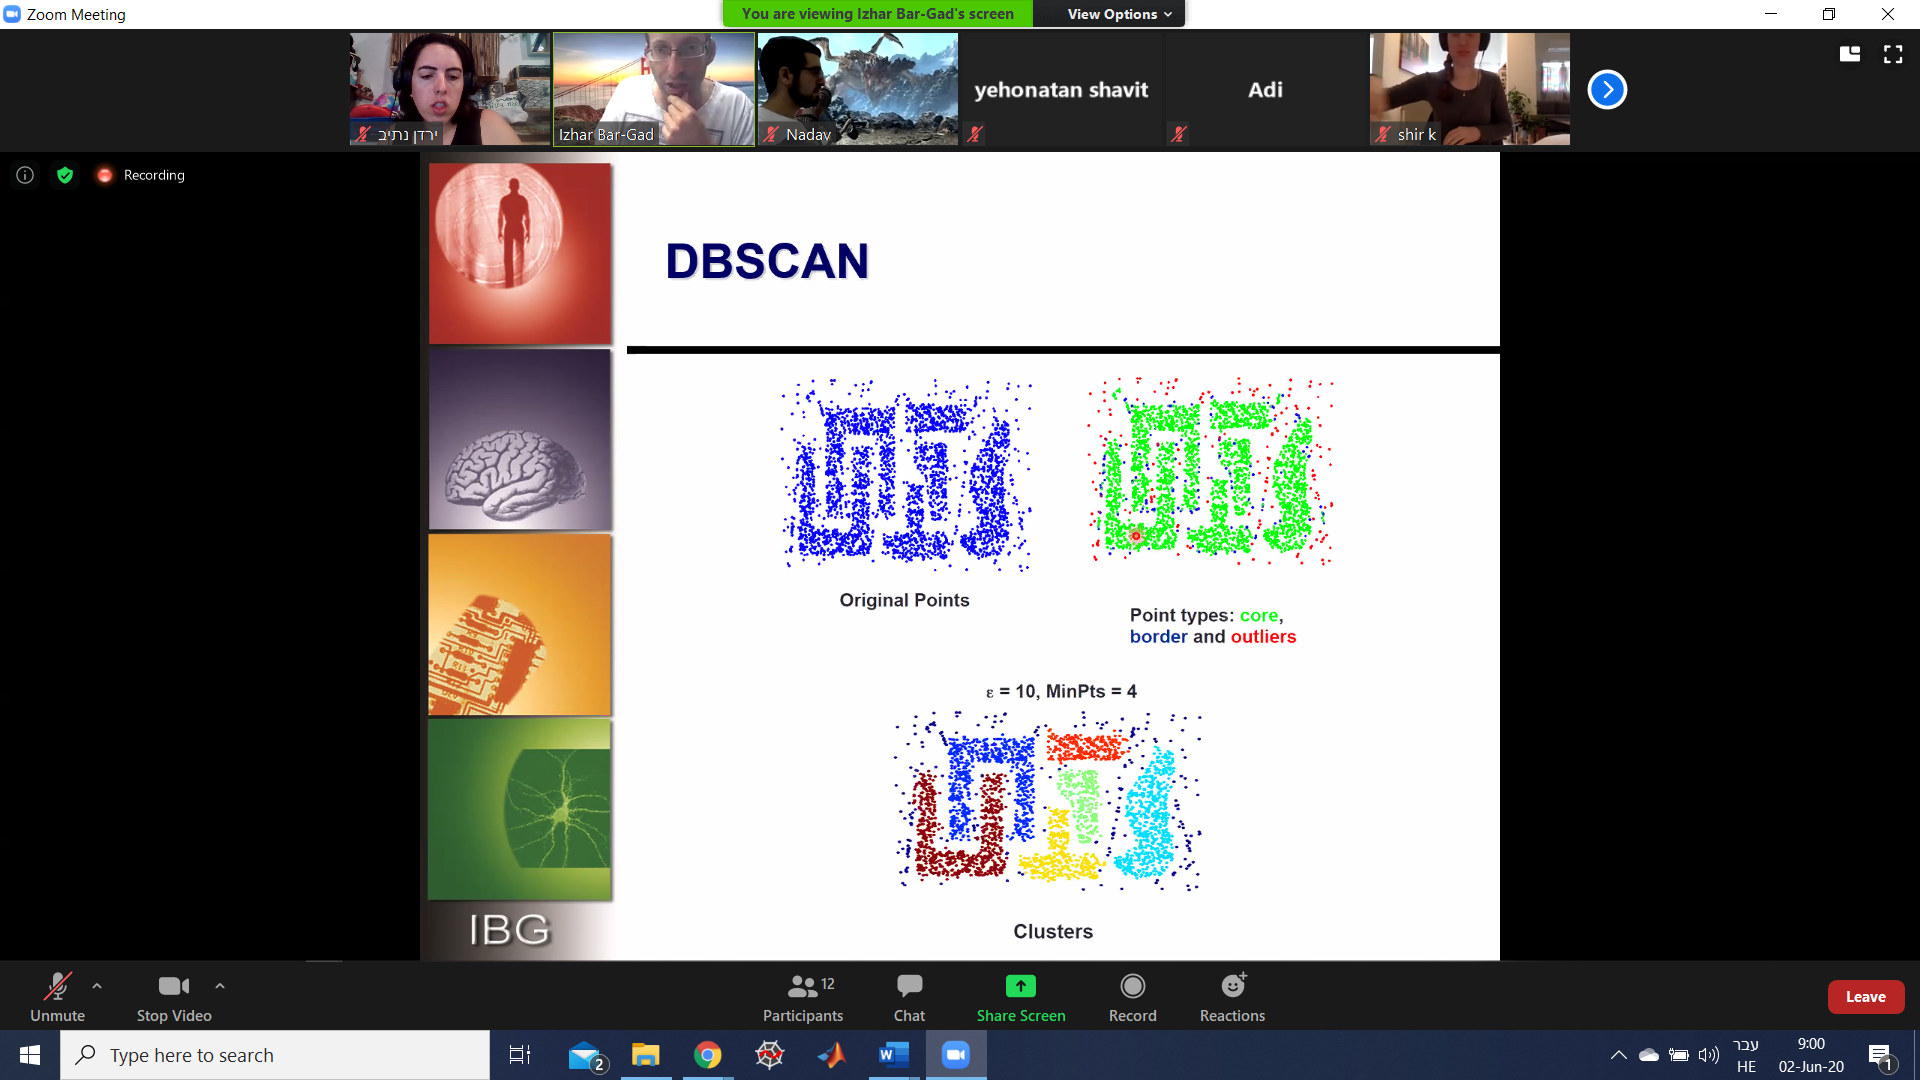 Zoom Meeting
You are viewing Izhar Bar-Gad's screen
View Options
ירדן נתיב
Izhar Bar-Gad
Nadav
yehonatan shavit
Adi
shir k
Recording
DBSCAN
Original Points
Point types: core,
border and outliers
ε = 10, MinPts = 4
Clusters
IBG
Unmute
Stop Video
12
Participants
Chat
Share Screen
Record
Reactions
Leave
Type here to search
2
עבר
HE
9:00
02-Jun-20
1